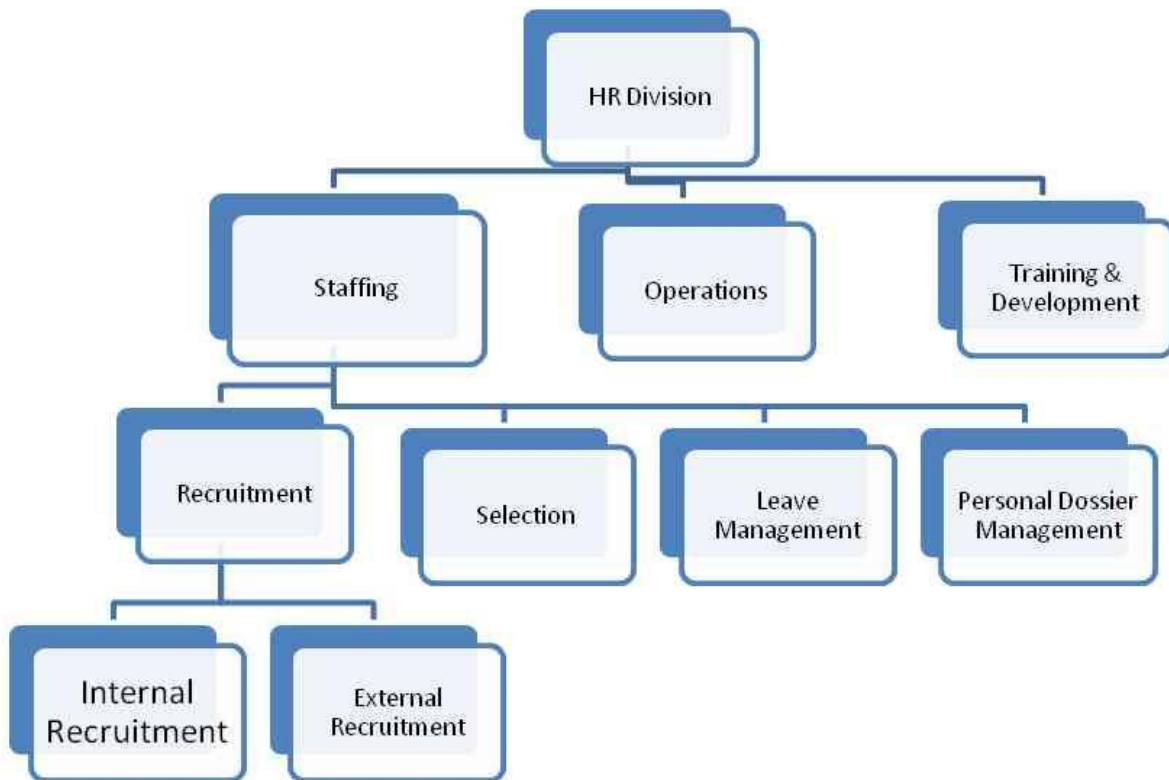 HR Division
Staffing
Operations
Training &
Development
Recruitment
Selection
Leave
Management
Personal Dossier
Management
Internal
Recruitment
External
Recruitment